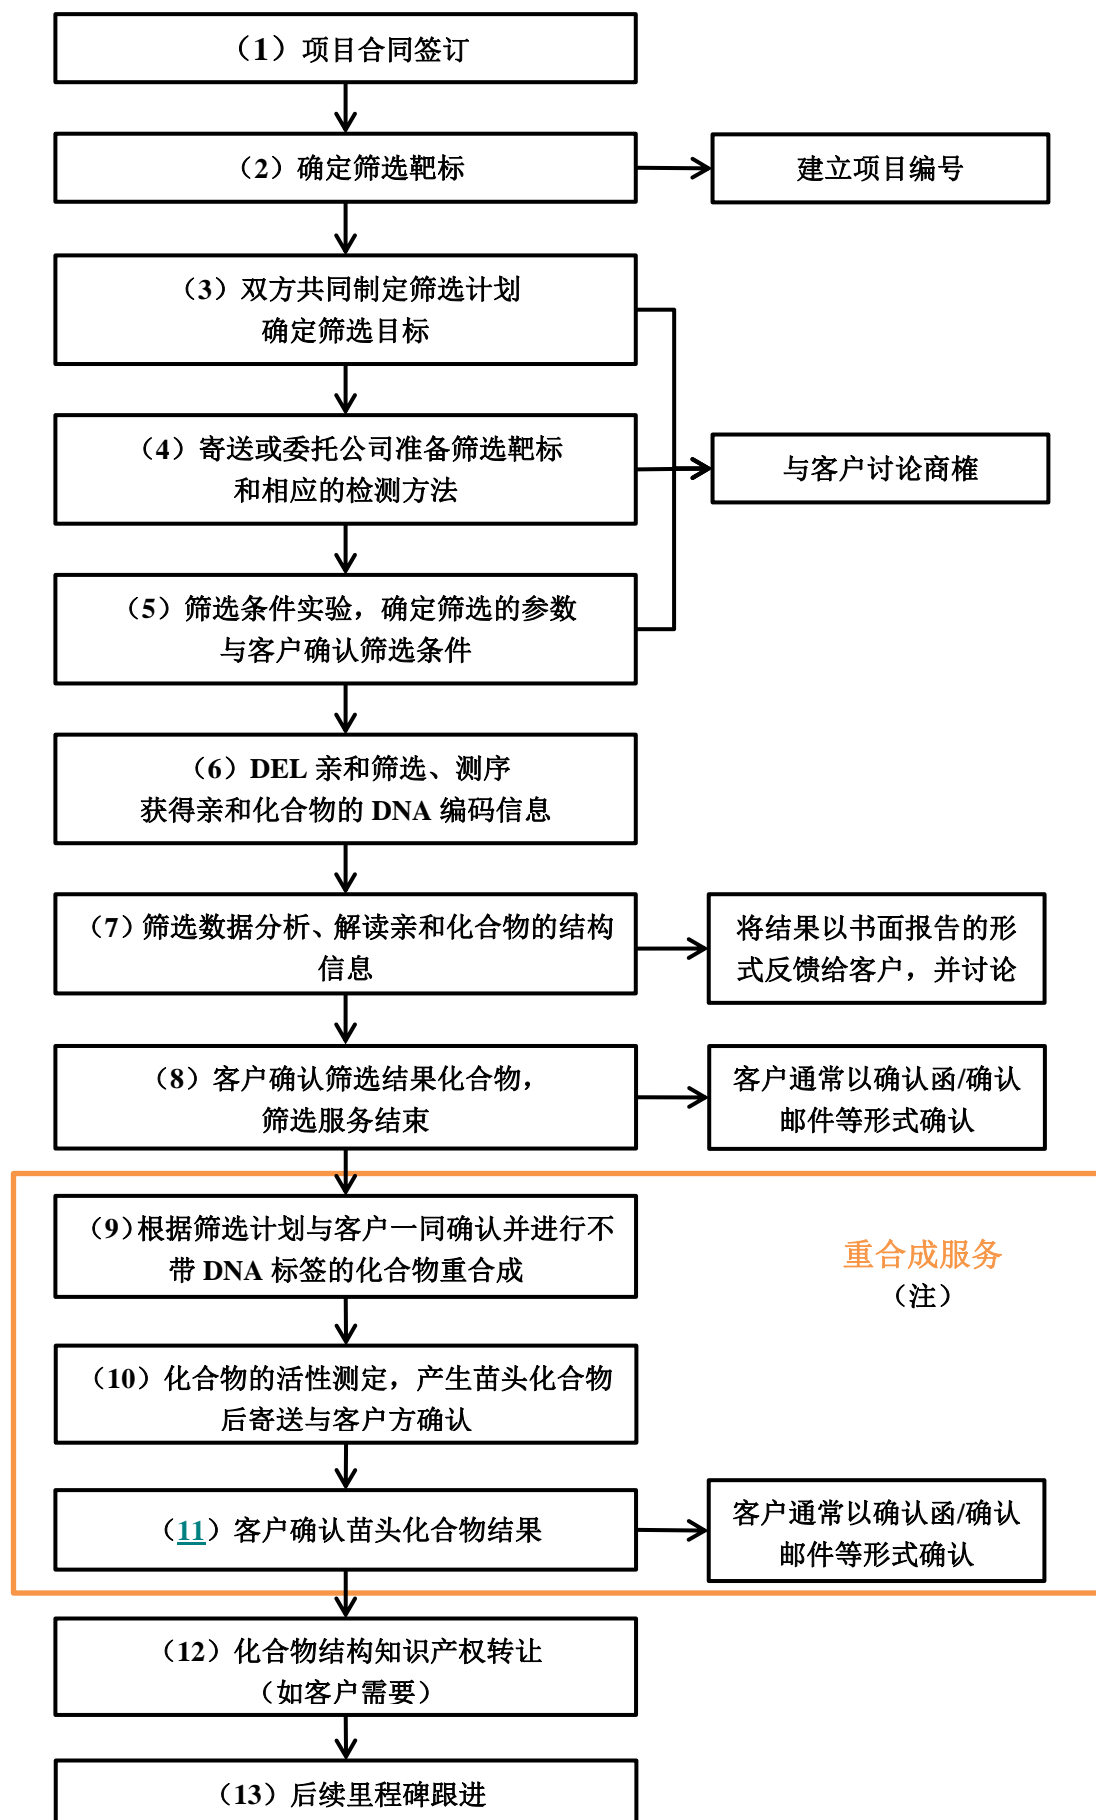 （1）项目合同签订
（2）确定筛选靶标
建立项目编号
（3）双方共同制定筛选计划
确定筛选目标
（4）寄送或委托公司准备筛选靶标
和相应的检测方法
与客户讨论商榷
（5）筛选条件实验，确定筛选的参数
与客户确认筛选条件
（6）DEL 亲和筛选、测序
获得亲和化合物的 DNA 编码信息
（7）筛选数据分析、解读亲和化合物的结构
信息
将结果以书面报告的形
式反馈给客户，并讨论
（8）客户确认筛选结果化合物，
筛选服务结束
客户通常以确认函/确认
邮件等形式确认
（9）根据筛选计划与客户一同确认并进行不
带 DNA 标签的化合物重合成
重合成服务
（注）
（10）化合物的活性测定，产生苗头化合物
后寄送与客户方确认
（11）客户确认苗头化合物结果
客户通常以确认函/确认
邮件等形式确认
（12）化合物结构知识产权转让
（如客户需要）
（13）后续里程碑跟进